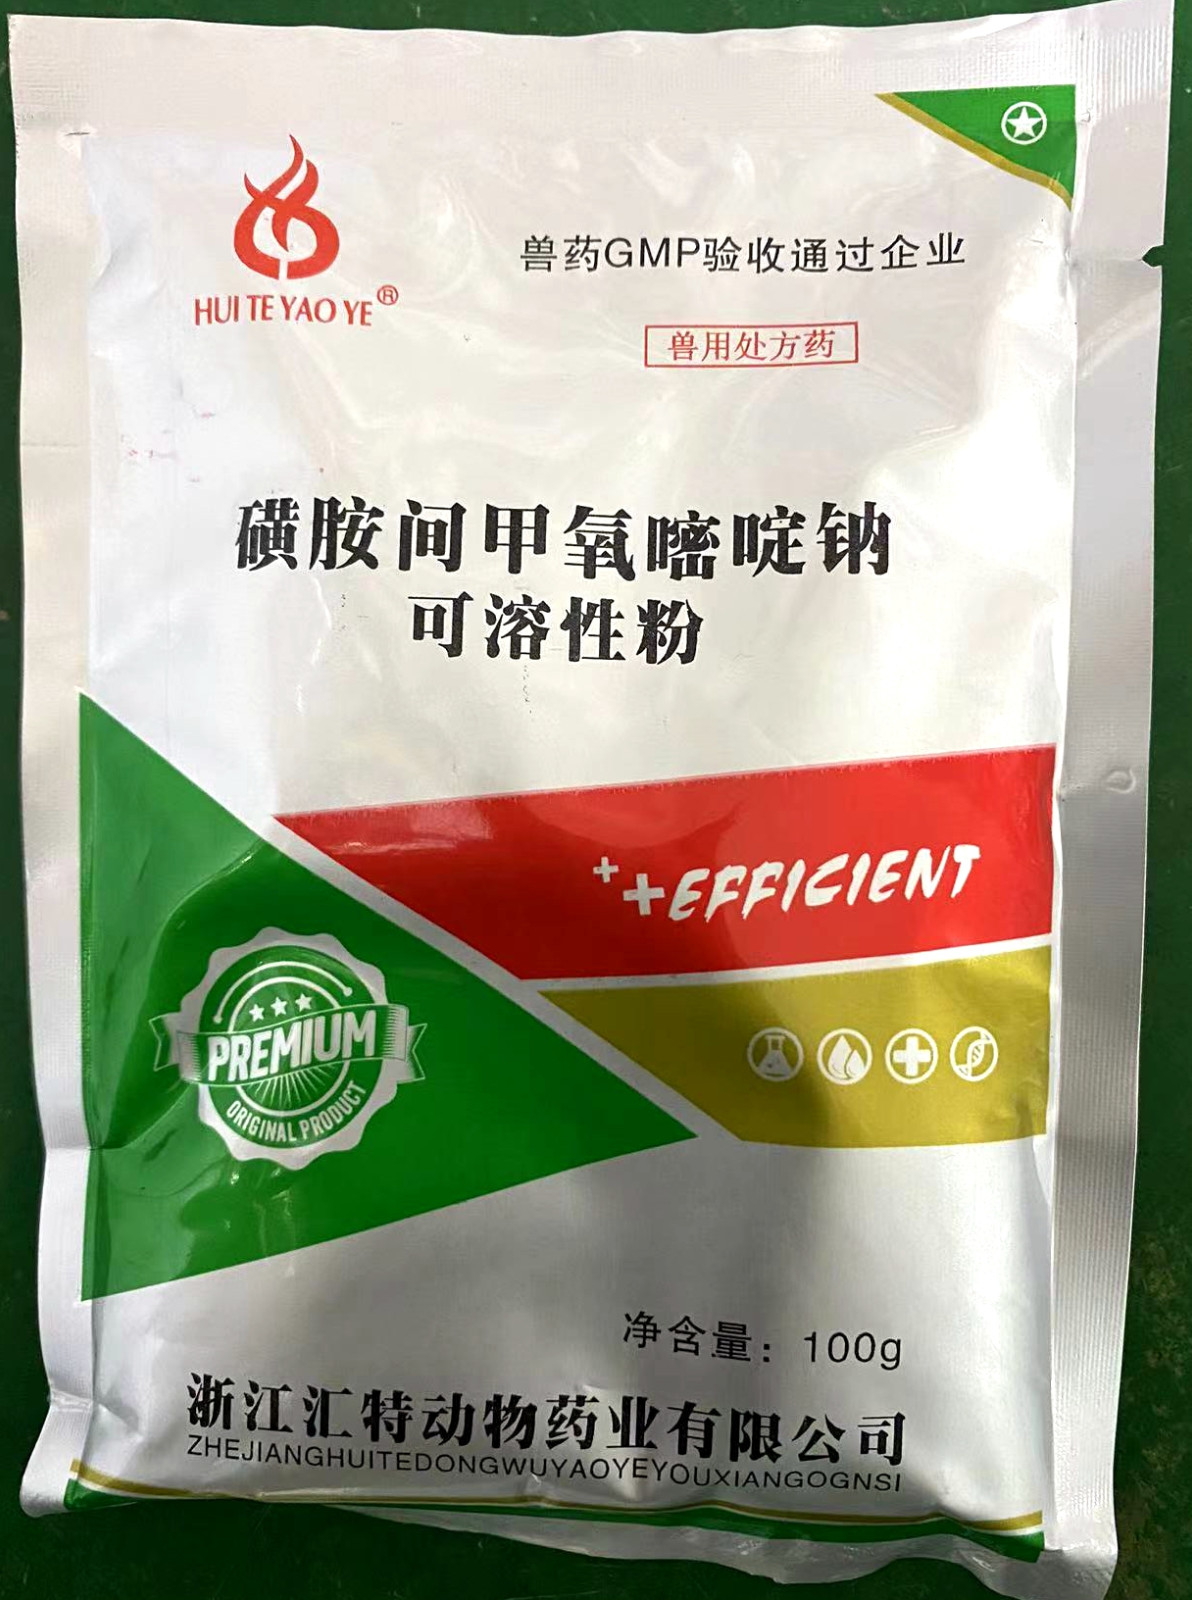 HUI TE YAO YE®
兽药GMP验收通过企业
兽用处方药
磺胺间甲氧嘧啶钠
可溶性粉
++EFFICIENT
PREMIUM
ORIGINAL PRODUCT
净含量：100g
浙江汇特动物药业有限公司
ZHEJIANGHUITEDONGWUYAOYEYOUXIANGOGNSI